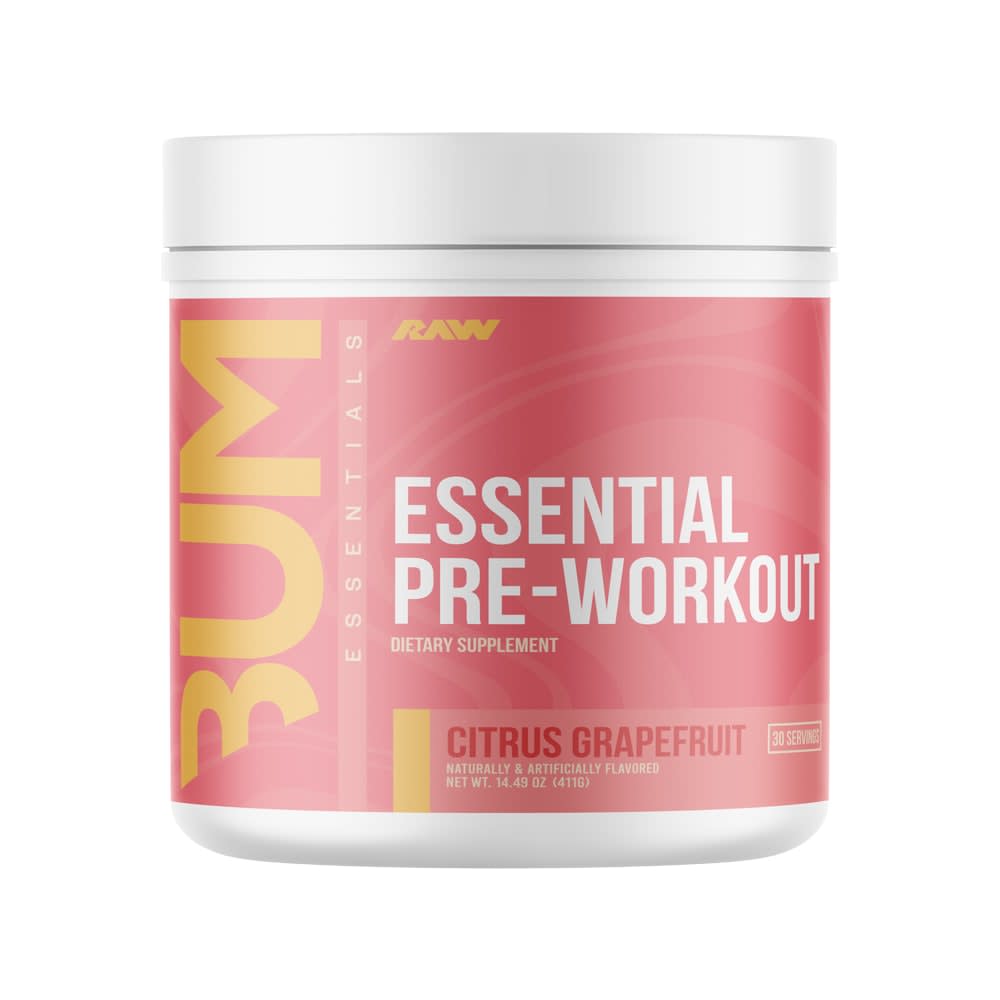 BUM
ESSENTIALS
RAW
ESSENTIAL
PRE-WORKOUT
DIETARY SUPPLEMENT
CITRUS GRAPEFRUIT
30 SERVINGS
NATURALLY & ARTIFICIALLY FLAVORED
NET WT. 14.49 OZ (411G)